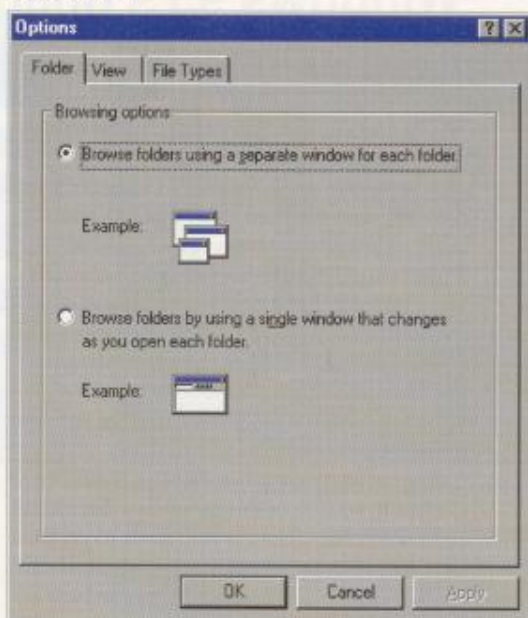 Options
Folder
View
File Types
Browsing options
Browse folders using a separate window for each folder.
Example:
Browse folders by using a single window that changes
as you open each folder.
Example:
OK
Cancel
Apply